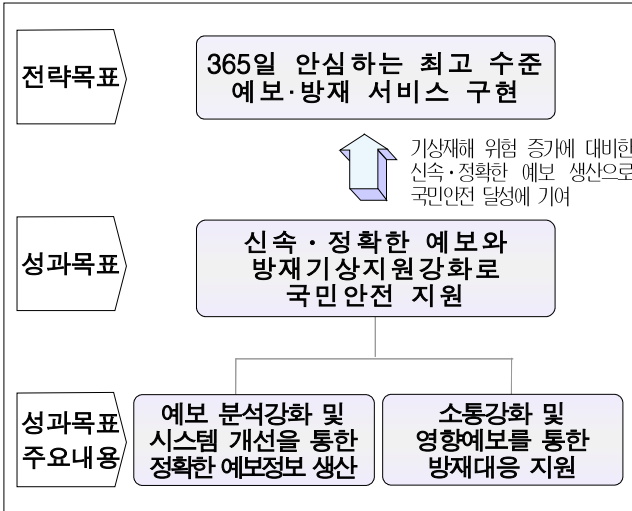 전략목표
365일 안심하는 최고 수준
예보·방재 서비스 구현
기상재해 위험 증가에 대비한
신속·정확한 예보 생산으로
국민안전 달성에 기여
성과목표
신속·정확한 예보와
방재기상지원강화로
국민안전 지원
성과목표
주요내용
예보 분석강화 및
시스템 개선을 통한
정확한 예보정보 생산
소통강화 및
영향예보를 통한
방재대응 지원